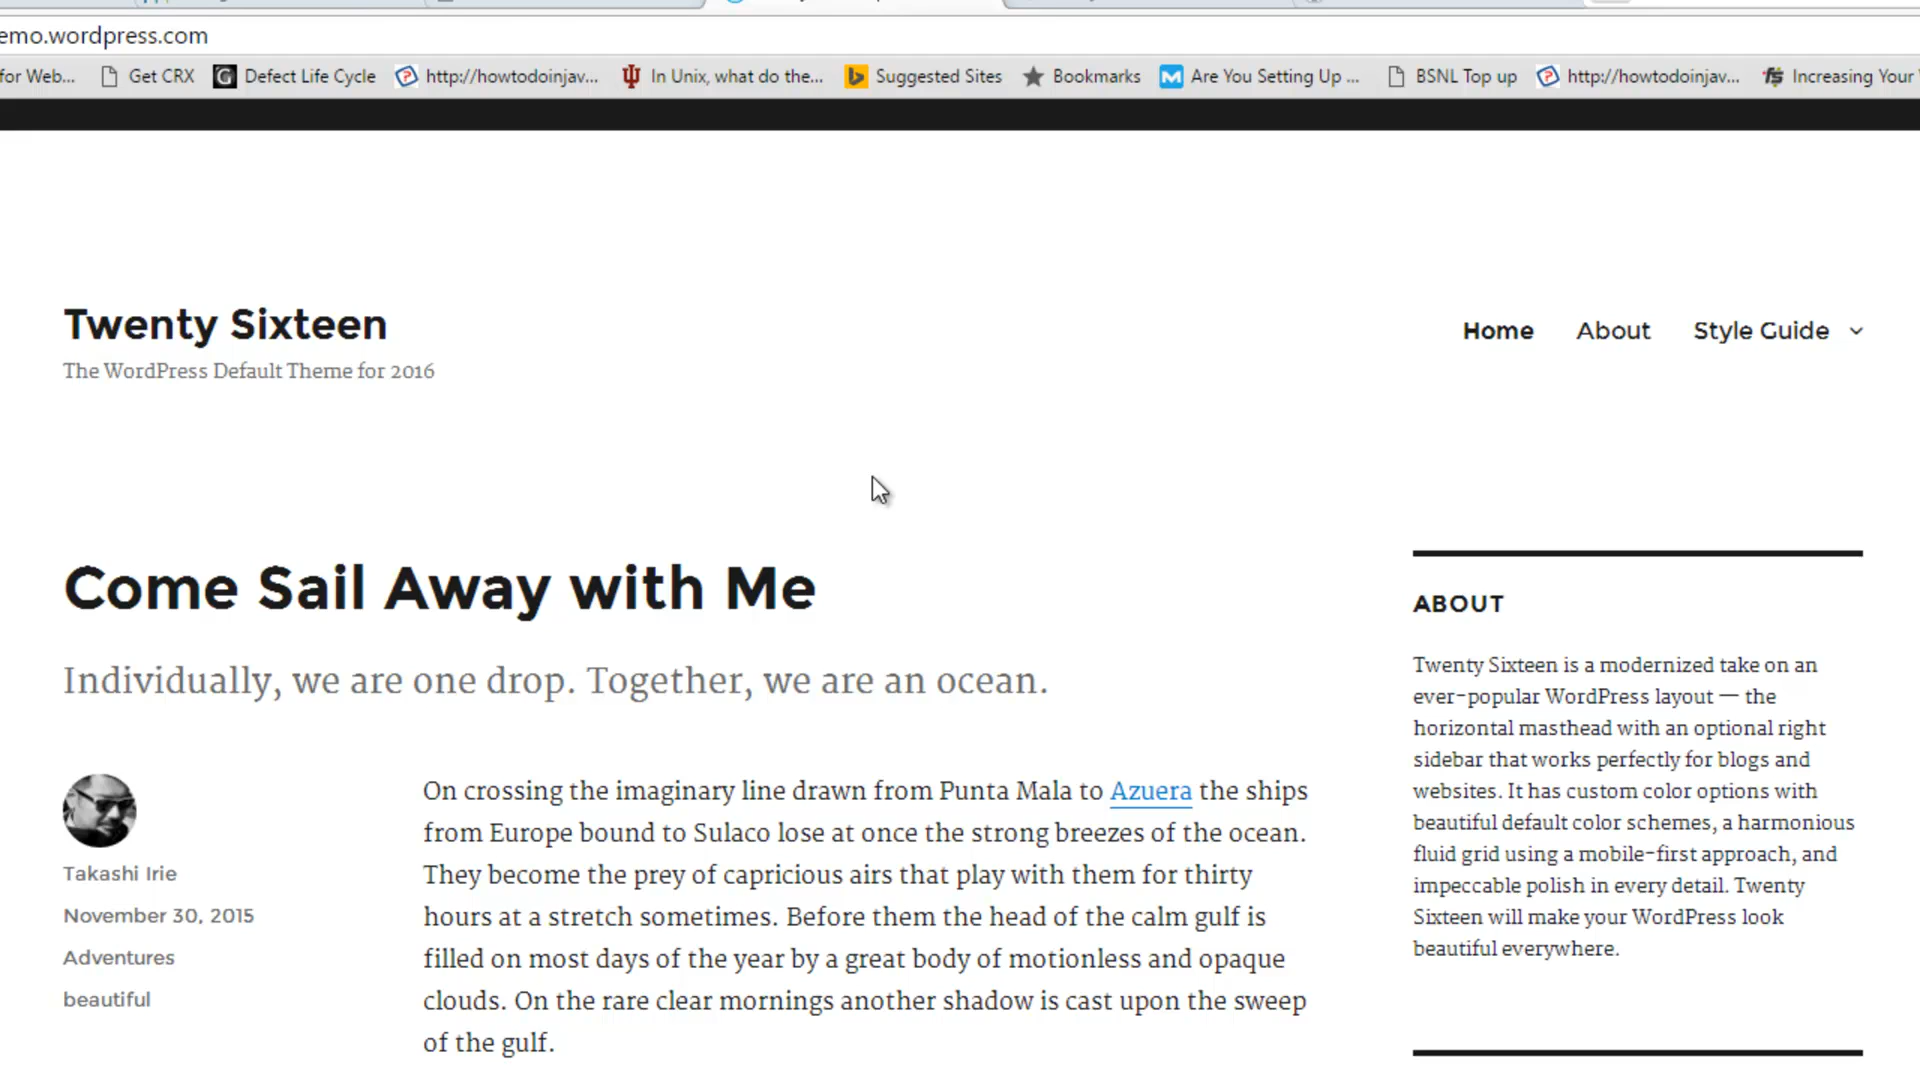 emo.wordpress.com
for Web... Get CRX Defect Life Cycle http://howtodoinjav... In Unix, what do the... Suggested Sites Bookmarks Are You Setting Up ... BSNL Top up http://howtodoinjav... Increasing Your
Twenty Sixteen
The WordPress Default Theme for 2016
Home About Style Guide
Come Sail Away with Me
Individually, we are one drop. Together, we are an ocean.
Takashi Irie
November 30, 2015
Adventures
beautiful
On crossing the imaginary line drawn from Punta Mala to Azuera the ships
from Europe bound to Sulaco lose at once the strong breezes of the ocean.
They become the prey of capricious airs that play with them for thirty
hours at a stretch sometimes. Before them the head of the calm gulf is
filled on most days of the year by a great body of motionless and opaque
clouds. On the rare clear mornings another shadow is cast upon the sweep
of the gulf.
ABOUT
Twenty Sixteen is a modernized take on an
ever-popular WordPress layout — the
horizontal masthead with an optional right
sidebar that works perfectly for blogs and
websites. It has custom color options with
beautiful default color schemes, a harmonious
fluid grid using a mobile-first approach, and
impeccable polish in every detail. Twenty
Sixteen will make your WordPress look
beautiful everywhere.